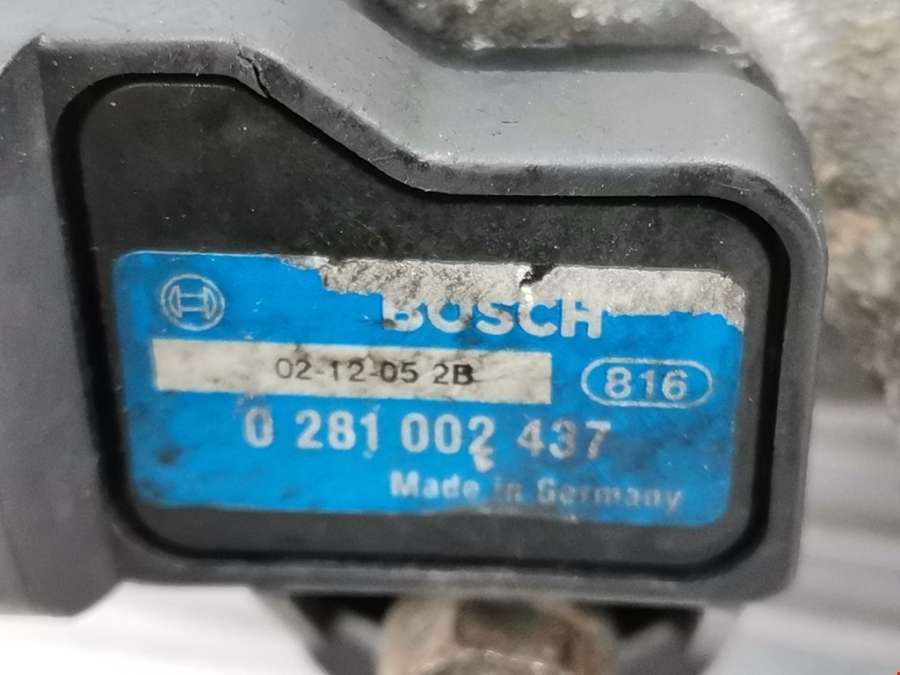 BOSCH
02-12-05 2B
816
0 281 002 437
Made in Germany